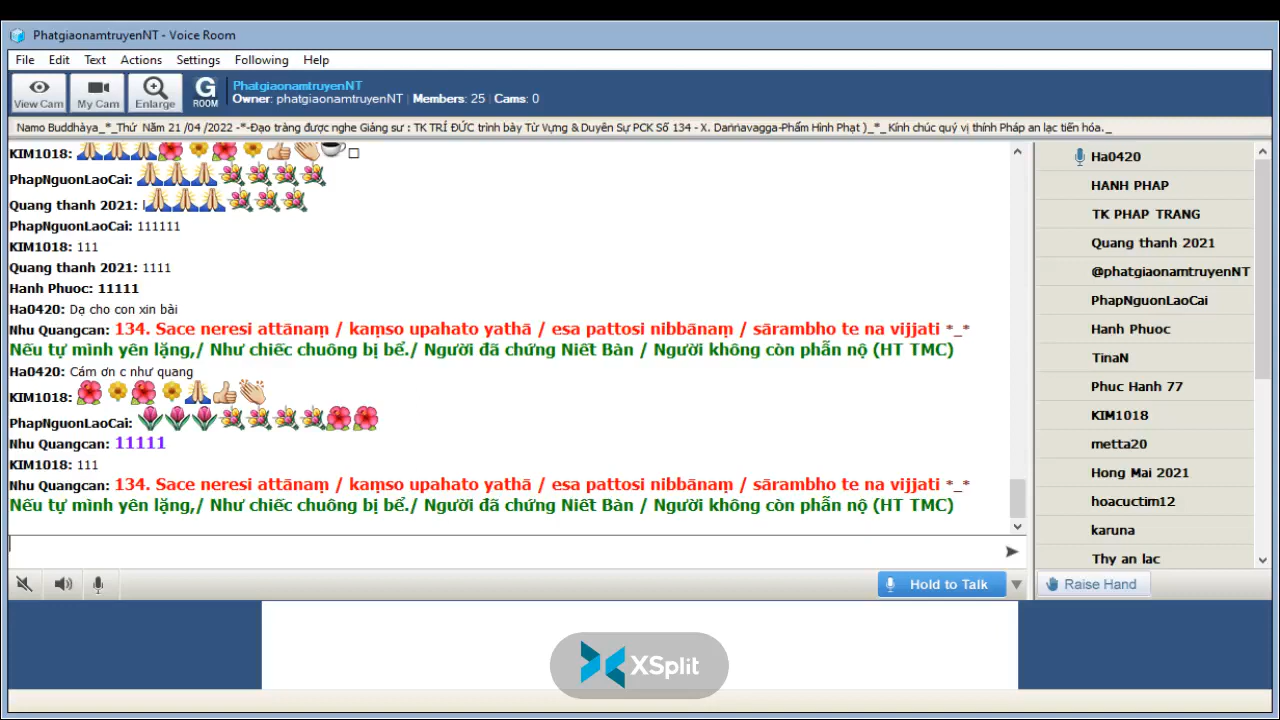 PhatgiaonamtruyenNT - Voice Room
File Edit Text Actions Settings Following Help
View Cam My Cam Enlarge G ROOM
PhatgiaonamtruyenNT
Owner: phatgiaonamtruyenNT | Members: 25 | Cams: 0
Namo Buddhàya_*_Thứ Năm 21 /04 /2022 -*-Đạo tràng được nghe Giảng sư : TK TRÍ ĐỨC trình bày Từ Vựng & Duyên Sự PCK Số 134 - X. Daṇṇavagga-Phẩm Hình Phạt )_*_ Kính chúc quý vị thính Pháp an lạc tiến hóa._
KIM1018:
PhapNguonLaoCai:
Quang thanh 2021:
PhapNguonLaoCai: 111111
KIM1018: 111
Quang thanh 2021: 1111
Hanh Phuoc: 11111
Ha0420: Dạ cho con xin bài
Nhu Quangcan: 134. Sace neresi attānaṃ / kaṃso upahato yathā / esa pattosi nibbānaṃ / sārambho te na vijjati *_*
Nếu tự mình yên lặng,/ Như chiếc chuông bị bể./ Người đã chứng Niết Bàn / Người không còn phẫn nộ (HT TMC)
Ha0420: Cám ơn c như quang
KIM1018:
PhapNguonLaoCai:
Nhu Quangcan: 11111
KIM1018: 111
Nhu Quangcan: 134. Sace neresi attānaṃ / kaṃso upahato yathā / esa pattosi nibbānaṃ / sārambho te na vijjati *_*
Nếu tự mình yên lặng,/ Như chiếc chuông bị bể./ Người đã chứng Niết Bàn / Người không còn phẫn nộ (HT TMC)
Ha0420
HANH PHAP
TK PHAP TRANG
Quang thanh 2021
@phatgiaonamtruyenNT
PhapNguonLaoCai
Hanh Phuoc
TinaN
Phuc Hanh 77
KIM1018
metta20
Hong Mai 2021
hoacuctim12
karuna
Thy an lac
Hold to Talk
Raise Hand
XSplit